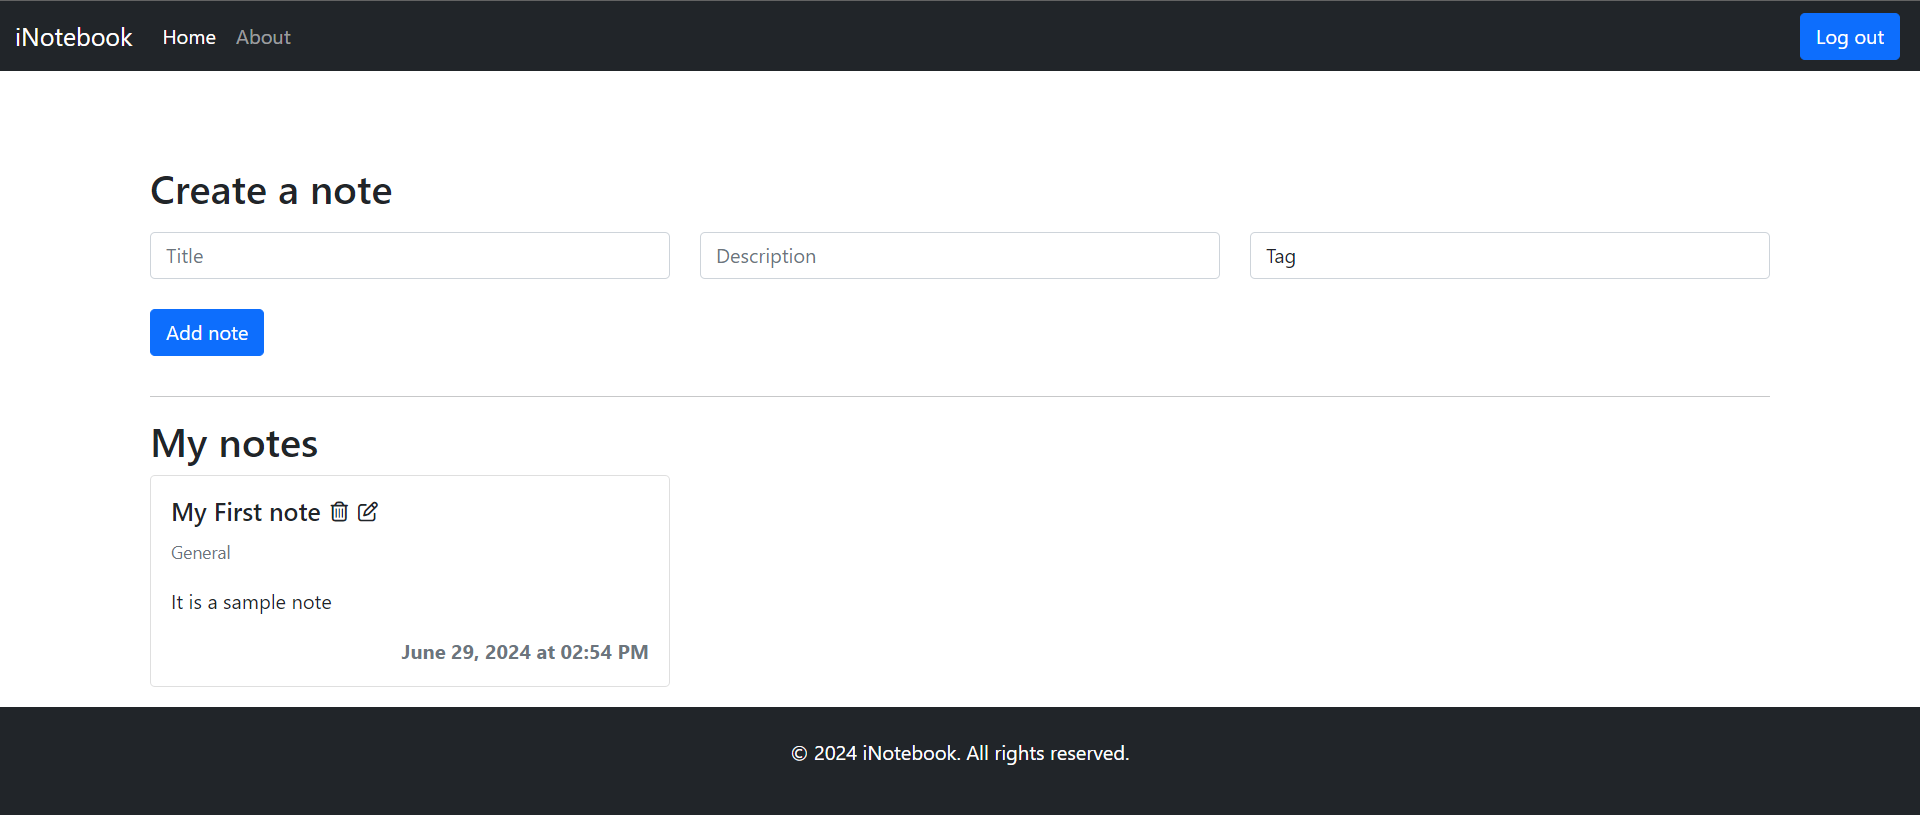 iNotebook Home About Log out
Create a note
Title Description Tag
Add note
My notes
My First note
General
It is a sample note
June 29, 2024 at 02:54 PM
© 2024 iNotebook. All rights reserved.